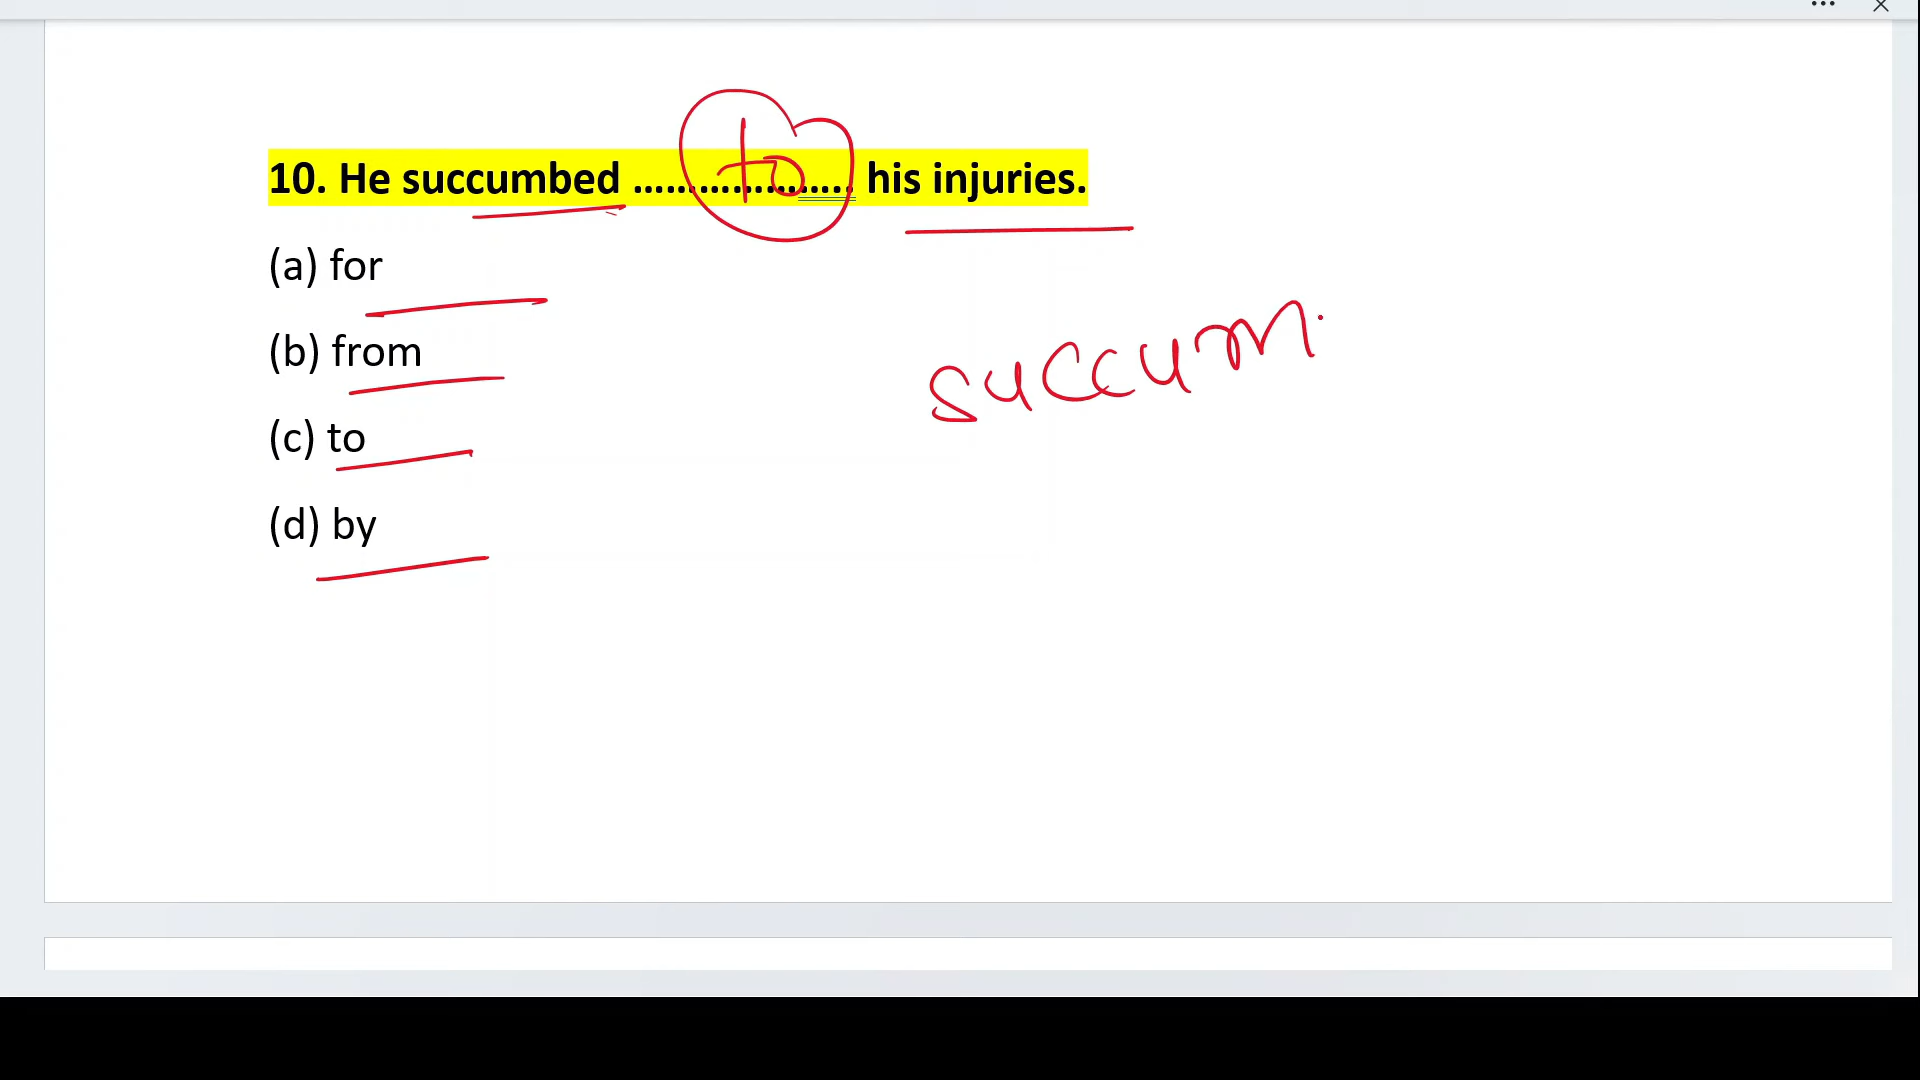 10. He succumbed ...................... to his injuries.
(a) for
(b) from
succum
(c) to
(d) by